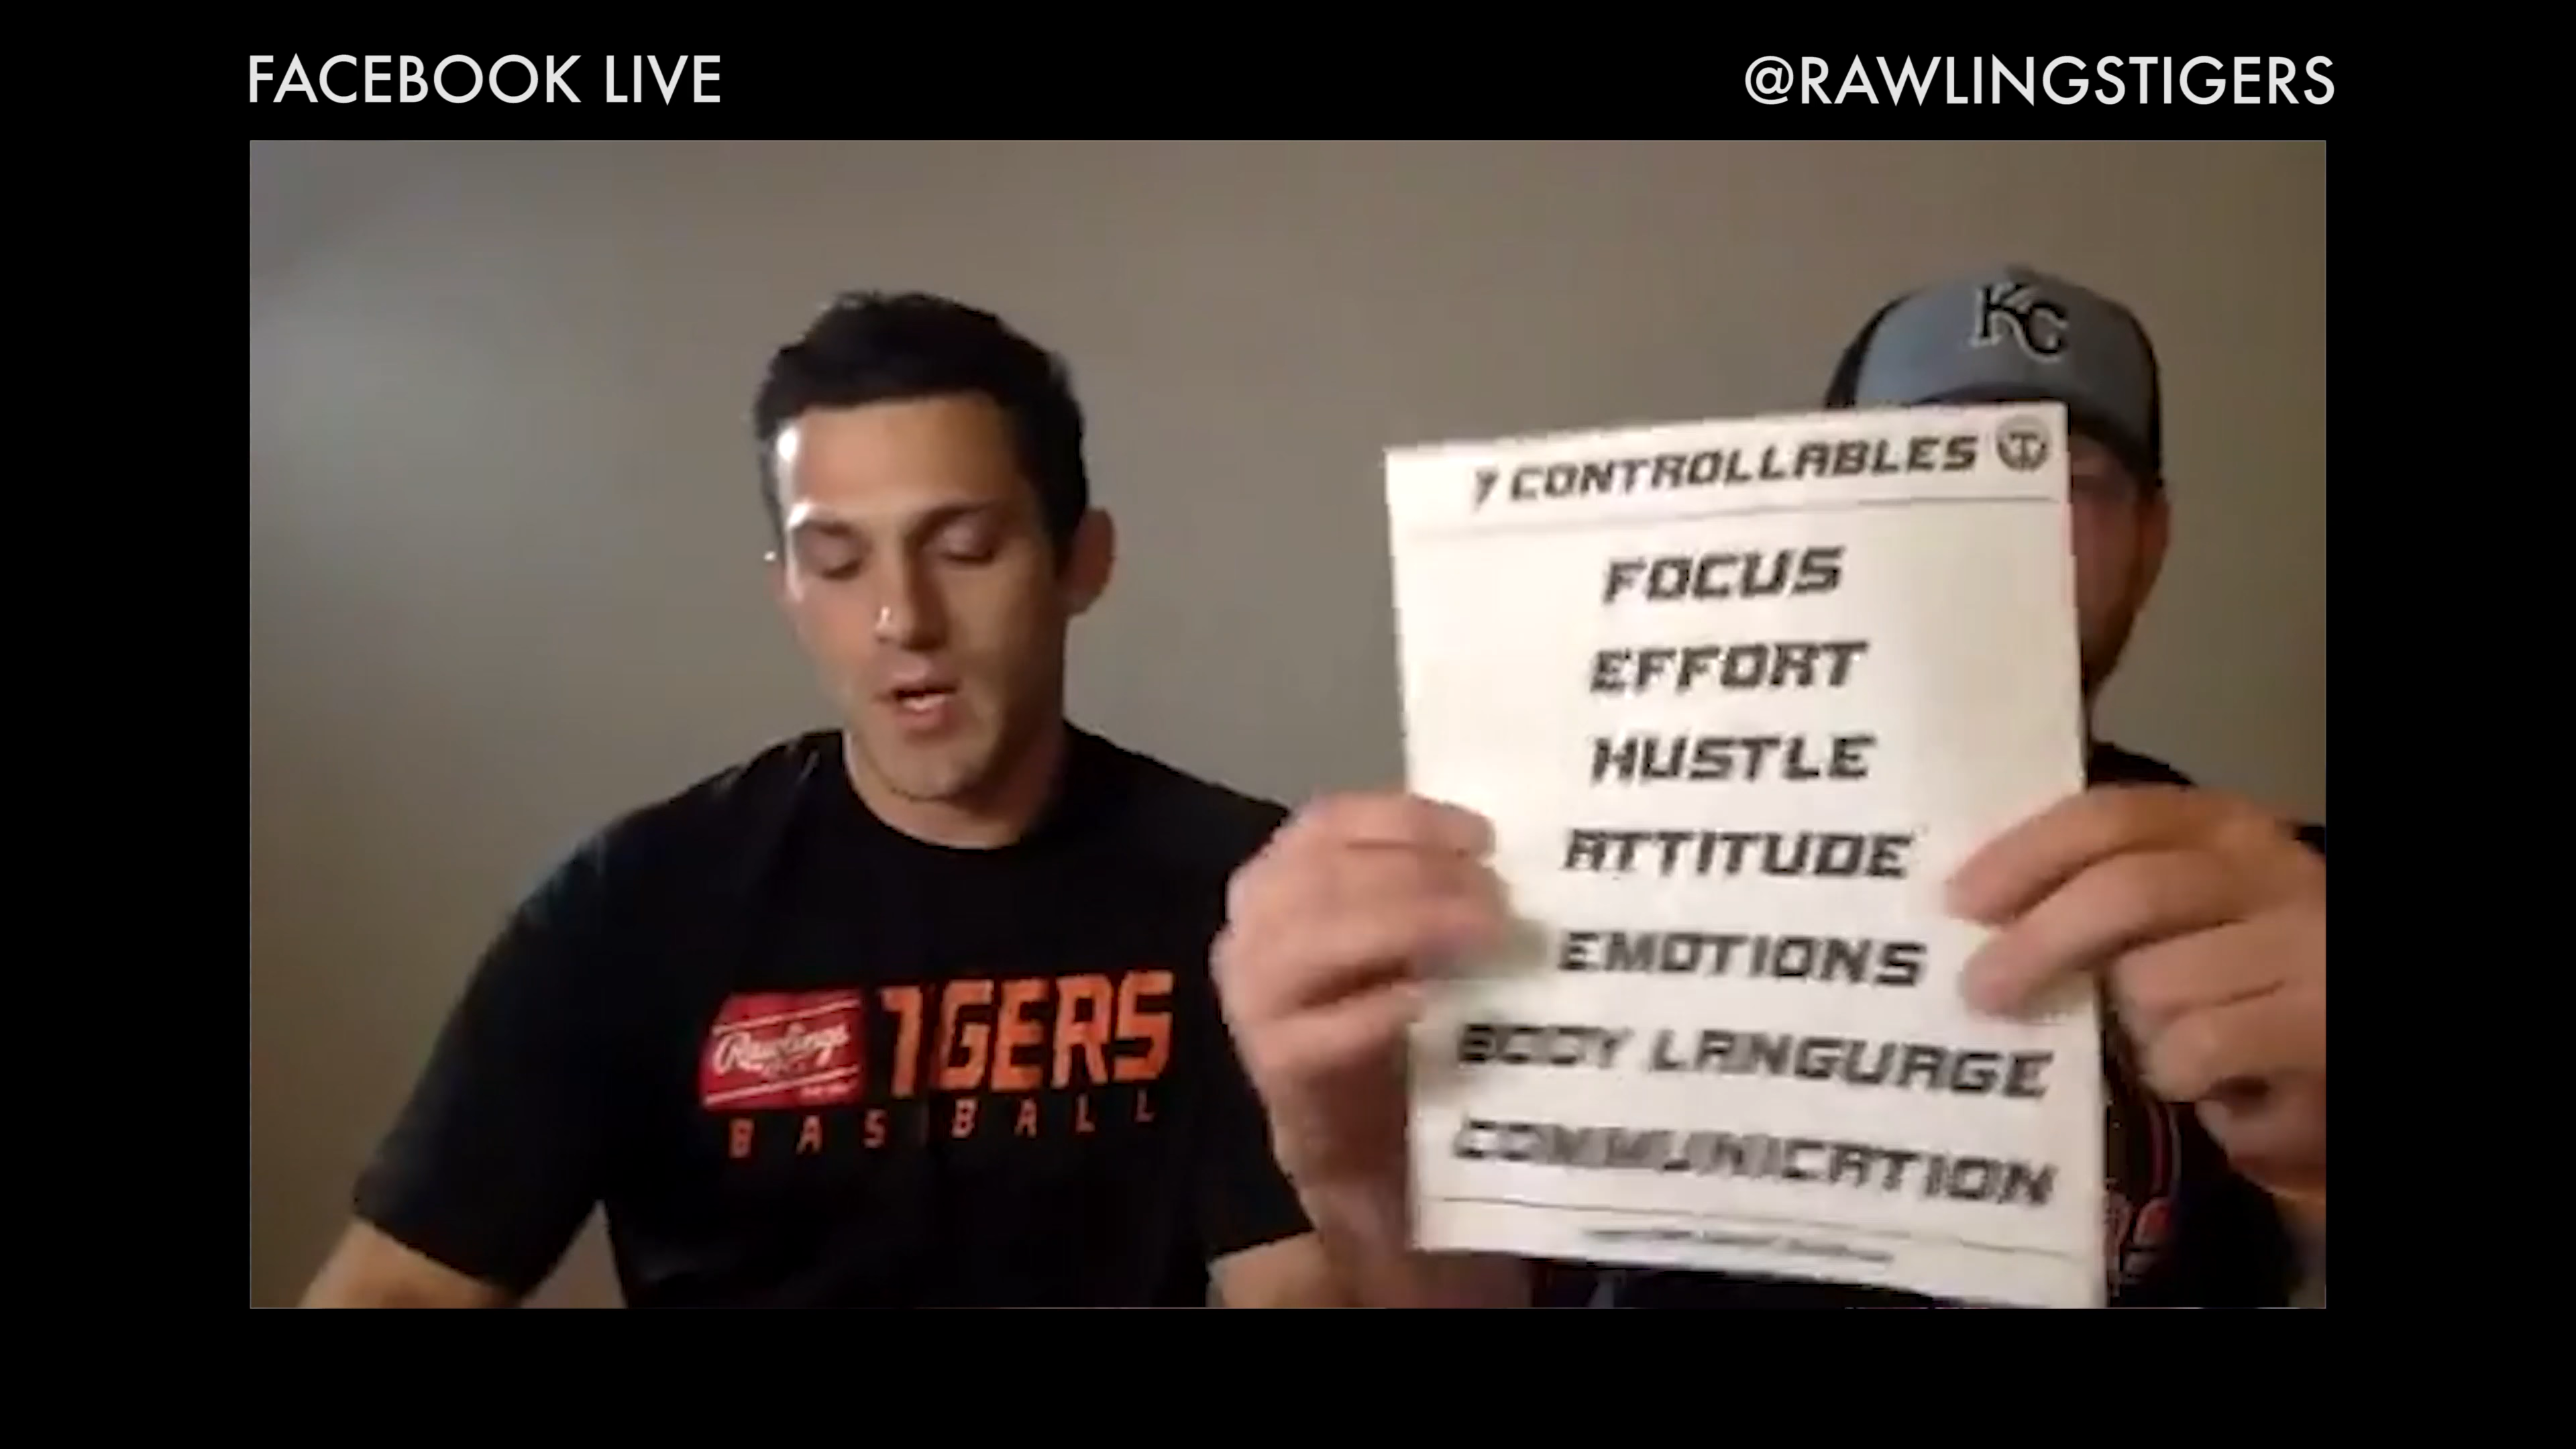 FACEBOOK LIVE
@RAWLINGSTIGERS
KC
7 CONTROLLABLES
FOCUS
EFFORT
HUSTLE
ATTITUDE
EMOTIONS
BODY LANGUAGE
COMMUNICATION
Rawlings TIGERS
BASEBALL